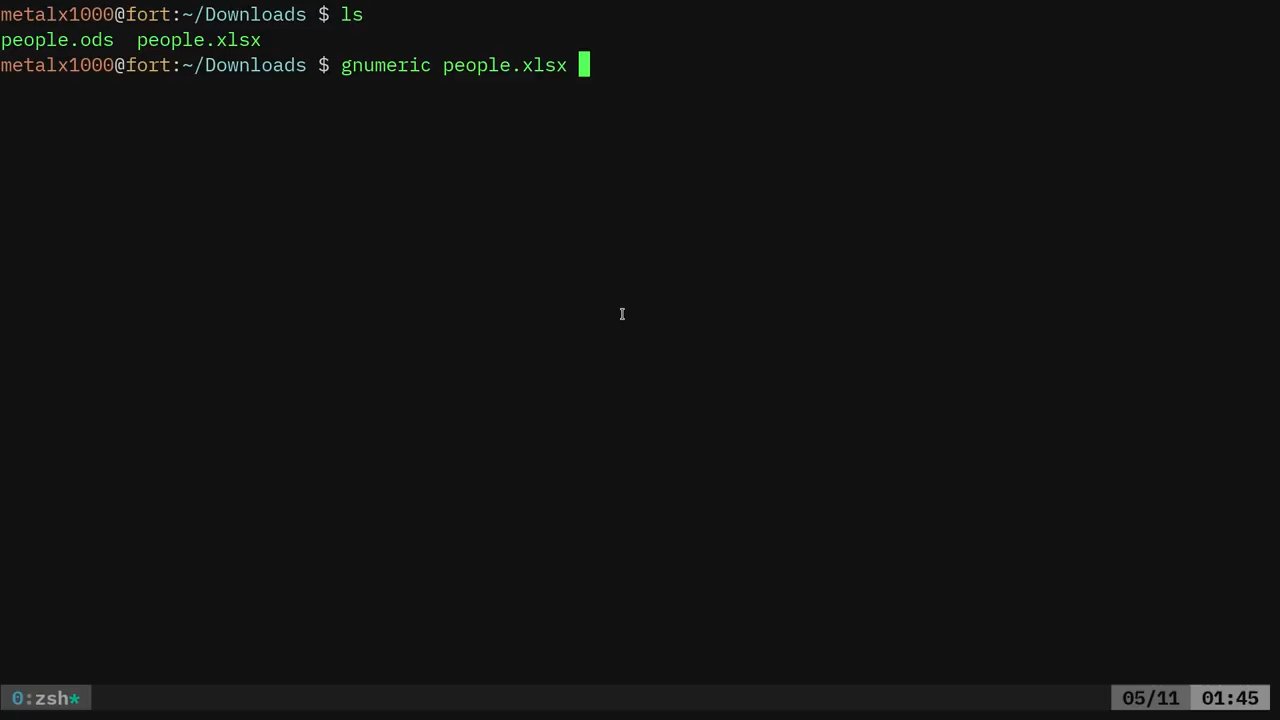 metalx1000@fort:~/Downloads $ ls
people.ods  people.xlsx
metalx1000@fort:~/Downloads $ gnumeric people.xlsx
0:zsh* 05/11 01:45